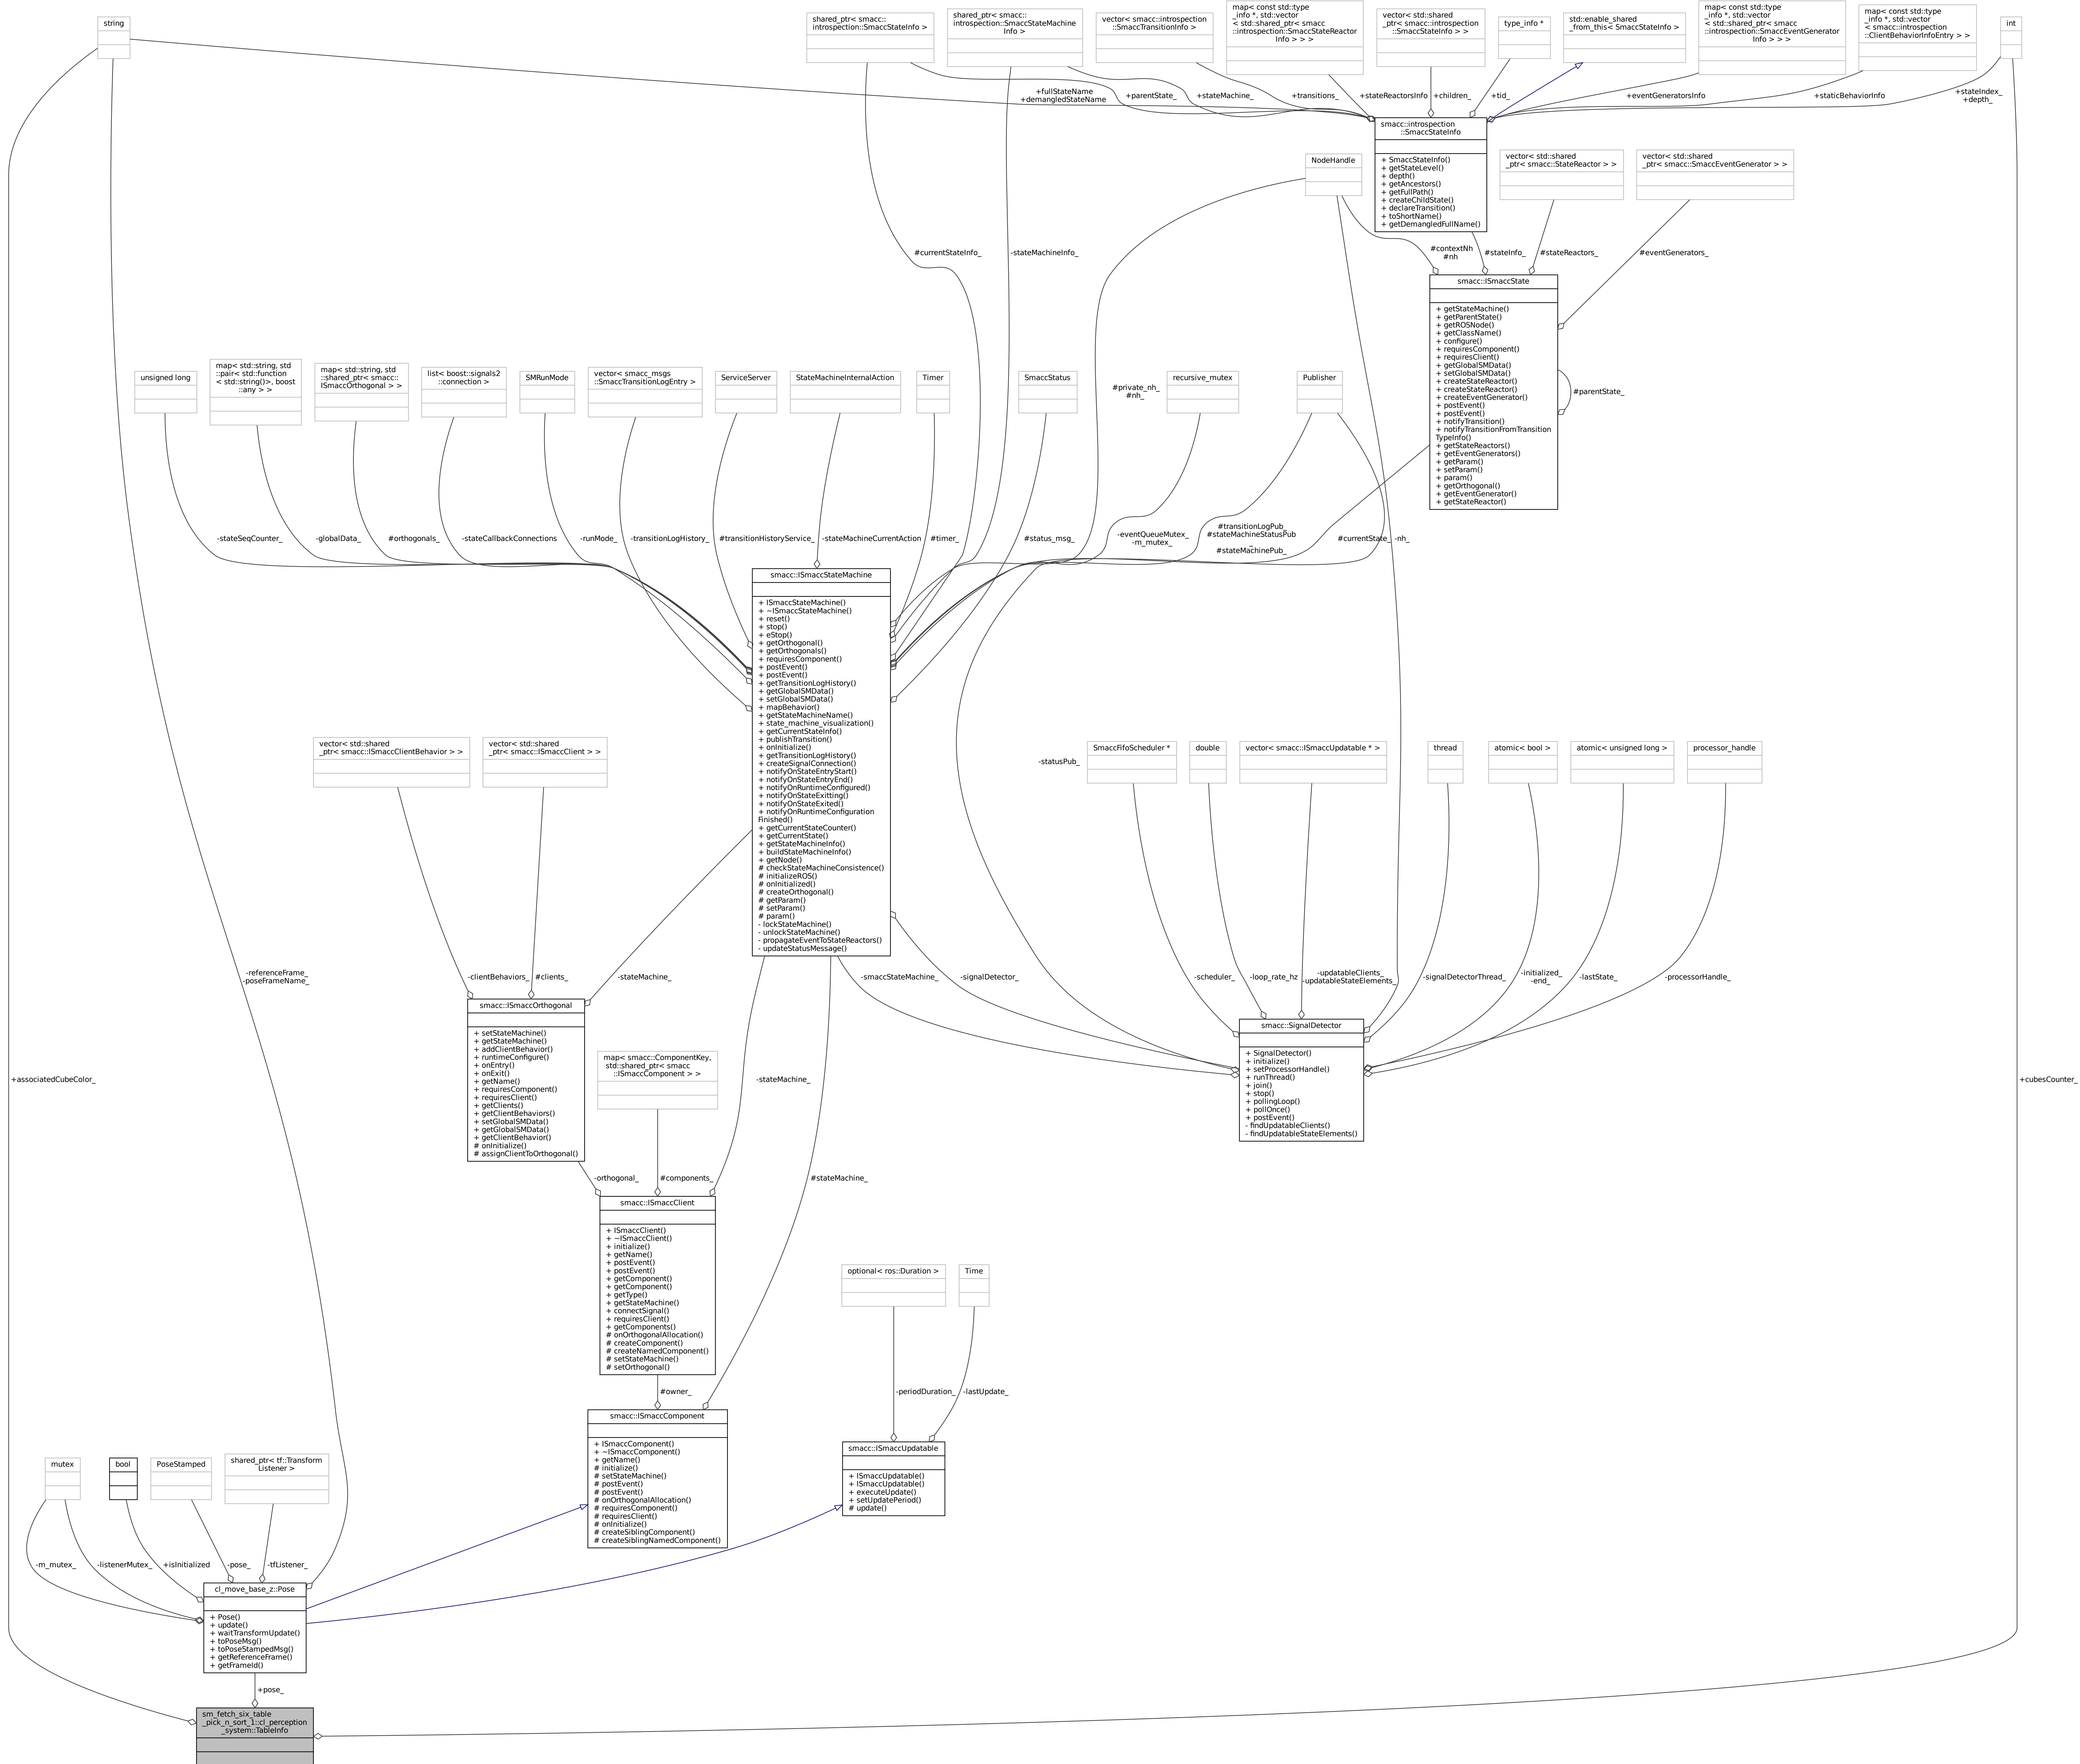 string
shared_ptr< smacc::
introspection::SmaccStateInfo >
shared_ptr< smacc::
introspection::SmaccStateMachine
Info >
vector< smacc::introspection
::SmaccTransitionInfo >
map< const std::type
_info *, std::vector
< std::shared_ptr< smacc
::introspection::SmaccStateReactor
Info > > >
vector< std::shared
_ptr< smacc::introspection
::SmaccStateInfo > >
type_info *
std::enable_shared
_from_this< SmaccStateInfo >
map< const std::type
_info *, std::vector
< std::shared_ptr< smacc
::introspection::SmaccEventGenerator
Info > > >
map< const std::type
_info *, std::vector
< smacc::introspection
::ClientBehaviorInfoEntry > >
int
+fullStateName
+demangledStateName
+parentState_
+stateMachine_
+transitions_
+stateReactorsInfo
+children_
+tid_
+eventGeneratorsInfo
+staticBehaviorInfo
+stateIndex_
+depth_
smacc::introspection
::SmaccStateInfo
+ SmaccStateInfo()
+ getStateLevel()
+ depth()
+ getAncestors()
+ getFullPath()
+ createChildState()
+ declareTransition()
+ toShortName()
+ getDemangledFullName()
NodeHandle
vector< std::shared
_ptr< smacc::StateReactor > >
vector< std::shared
_ptr< smacc::SmaccEventGenerator > >
#currentStateInfo_
-stateMachineInfo_
#contextNh
#nh
#stateInfo_
#stateReactors_
#eventGenerators_
smacc::ISmaccState
+ getStateMachine()
+ getParentState()
+ getROSNode()
+ getClassName()
+ configure()
+ requiresComponent()
+ requiresClient()
+ getGlobalSMData()
+ setGlobalSMData()
+ createStateReactor()
+ createStateReactor()
+ createEventGenerator()
+ postEvent()
+ postEvent()
+ notifyTransition()
+ notifyTransitionFromTransition
TypeInfo()
+ getStateReactors()
+ getEventGenerators()
+ getParam()
+ setParam()
+ param()
+ getOrthogonal()
+ getEventGenerator()
+ getStateReactor()
#parentState_
unsigned long
map< std::string, std
::pair< std::function
< std::string()>, boost
::any > >
map< std::string, std
::shared_ptr< smacc::
ISmaccOrthogonal > >
list< boost::signals2
::connection >
SMRunMode
vector< smacc_msgs
::SmaccTransitionLogEntry >
ServiceServer
StateMachineInternalAction
Timer
SmaccStatus
#private_nh_
#nh_
recursive_mutex
Publisher
-stateSeqCounter_
-globalData_
#orthogonals_
-stateCallbackConnections
-runMode_
-transitionLogHistory_
#transitionHistoryService_
-stateMachineCurrentAction
#timer_
#status_msg_
-eventQueueMutex_
-m_mutex_
#transitionLogPub_
#stateMachineStatusPub
_
#stateMachinePub_
#currentState_
-nh_
smacc::ISmaccStateMachine
+ ISmaccStateMachine()
+ ~ISmaccStateMachine()
+ reset()
+ stop()
+ eStop()
+ getOrthogonal()
+ getOrthogonals()
+ requiresComponent()
+ postEvent()
+ postEvent()
+ getTransitionLogHistory()
+ getGlobalSMData()
+ setGlobalSMData()
+ mapBehavior()
+ getStateMachineName()
+ state_machine_visualization()
+ getCurrentStateInfo()
+ publishTransition()
+ onInitialize()
+ getTransitionLogHistory()
+ createSignalConnection()
+ notifyOnStateEntryStart()
+ notifyOnStateEntryEnd()
+ notifyOnRuntimeConfigured()
+ notifyOnStateExitting()
+ notifyOnStateExited()
+ notifyOnRuntimeConfiguration
Finished()
+ getCurrentStateCounter()
+ getCurrentState()
+ getStateMachineInfo()
+ buildStateMachineInfo()
+ getNode()
# checkStateMachineConsistence()
# initializeROS()
# onInitialized()
# createOrthogonal()
# getParam()
# setParam()
# param()
- lockStateMachine()
- unlockStateMachine()
- propagateEventToStateReactors()
- updateStatusMessage()
vector< std::shared
_ptr< smacc::ISmaccClientBehavior > >
vector< std::shared
_ptr< smacc::ISmaccClient > >
-statusPub_
SmaccFifoScheduler *
double
vector< smacc::ISmaccUpdatable * >
thread
atomic< bool >
atomic< unsigned long >
processor_handle
-referenceFrame_
-poseFrameName_
-clientBehaviors_
#clients_
-stateMachine_
-smaccStateMachine_
-signalDetector_
-scheduler_
-loop_rate_hz
-updatableClients_
-updatableStateElements_
-signalDetectorThread_
-initialized_
-end_
-lastState_
-processorHandle_
smacc::ISmaccOrthogonal
+ setStateMachine()
+ getStateMachine()
+ addClientBehavior()
+ runtimeConfigure()
+ onEntry()
+ onExit()
+ getName()
+ requiresComponent()
+ requiresClient()
+ getClients()
+ getClientBehaviors()
+ setGlobalSMData()
+ getGlobalSMData()
+ getClientBehavior()
# onInitialize()
# assignClientToOrthogonal()
smacc::SignalDetector
+ SignalDetector()
+ initialize()
+ setProcessorHandle()
+ runThread()
+ join()
+ stop()
+ pollingLoop()
+ pollOnce()
+ postEvent()
- findUpdatableClients()
- findUpdatableStateElements()
map< smacc::ComponentKey,
std::shared_ptr< smacc
::ISmaccComponent > >
+associatedCubeColor_
-stateMachine_
+cubesCounter_
-orthogonal_
#components_
#stateMachine_
smacc::ISmaccClient
+ ISmaccClient()
+ ~ISmaccClient()
+ initialize()
+ getName()
+ postEvent()
+ postEvent()
+ getComponent()
+ getComponent()
+ getType()
+ getStateMachine()
+ connectSignal()
+ requiresClient()
+ getComponents()
# onOrthogonalAllocation()
# createComponent()
# createNamedComponent()
# setStateMachine()
# setOrthogonal()
optional< ros::Duration >
Time
#owner_
-periodDuration_
-lastUpdate_
smacc::ISmaccComponent
+ ISmaccComponent()
+ ~ISmaccComponent()
+ getName()
# initialize()
# setStateMachine()
# postEvent()
# postEvent()
# onOrthogonalAllocation()
# requiresComponent()
# requiresClient()
# onInitialize()
# createSiblingComponent()
# createSiblingNamedComponent()
smacc::ISmaccUpdatable
+ ISmaccUpdatable()
+ ISmaccUpdatable()
+ executeUpdate()
+ setUpdatePeriod()
# update()
mutex
bool
PoseStamped
shared_ptr< tf::Transform
Listener >
-m_mutex_
-listenerMutex_
+isInitialized
-pose_
-tfListener_
cl_move_base_z::Pose
+ Pose()
+ update()
+ waitTransformUpdate()
+ toPoseMsg()
+ toPoseStampedMsg()
+ getReferenceFrame()
+ getFrameId()
+pose_
sm_fetch_six_table
_pick_n_sort_1::cl_perception
_system::TableInfo